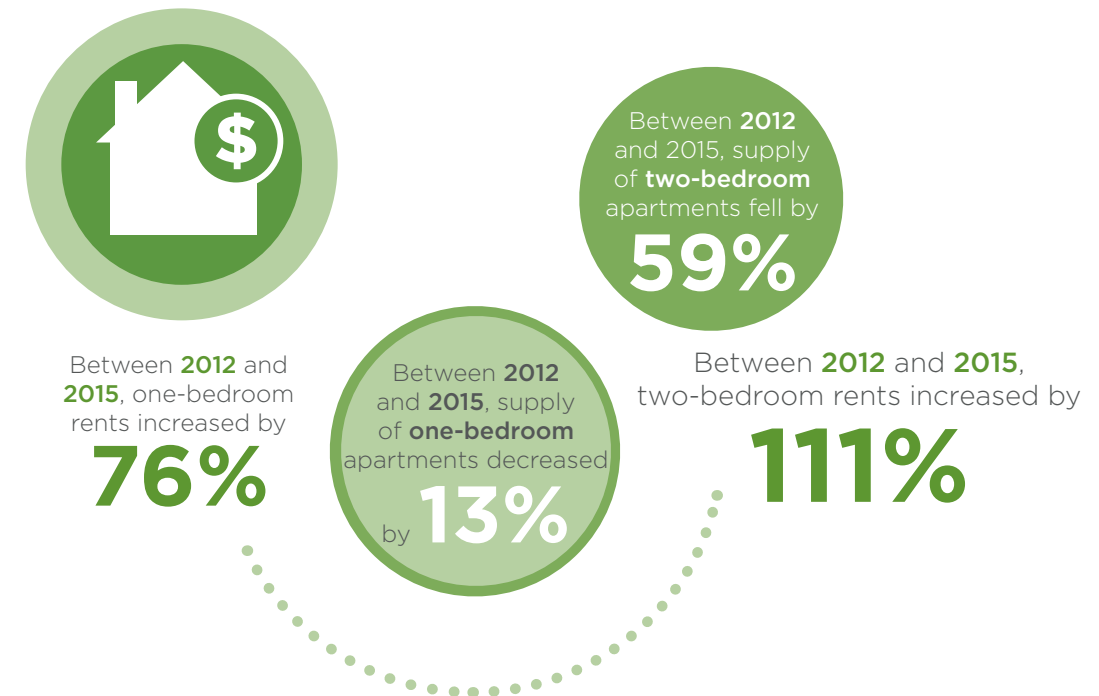 $
Between 2012 and
2015, one-bedroom
rents increased by
76%
Between 2012
and 2015, supply
of one-bedroom
apartments decreased
by 13%
Between 2012
and 2015, supply
of two-bedroom
apartments fell by
59%
Between 2012 and 2015,
two-bedroom rents increased by
111%